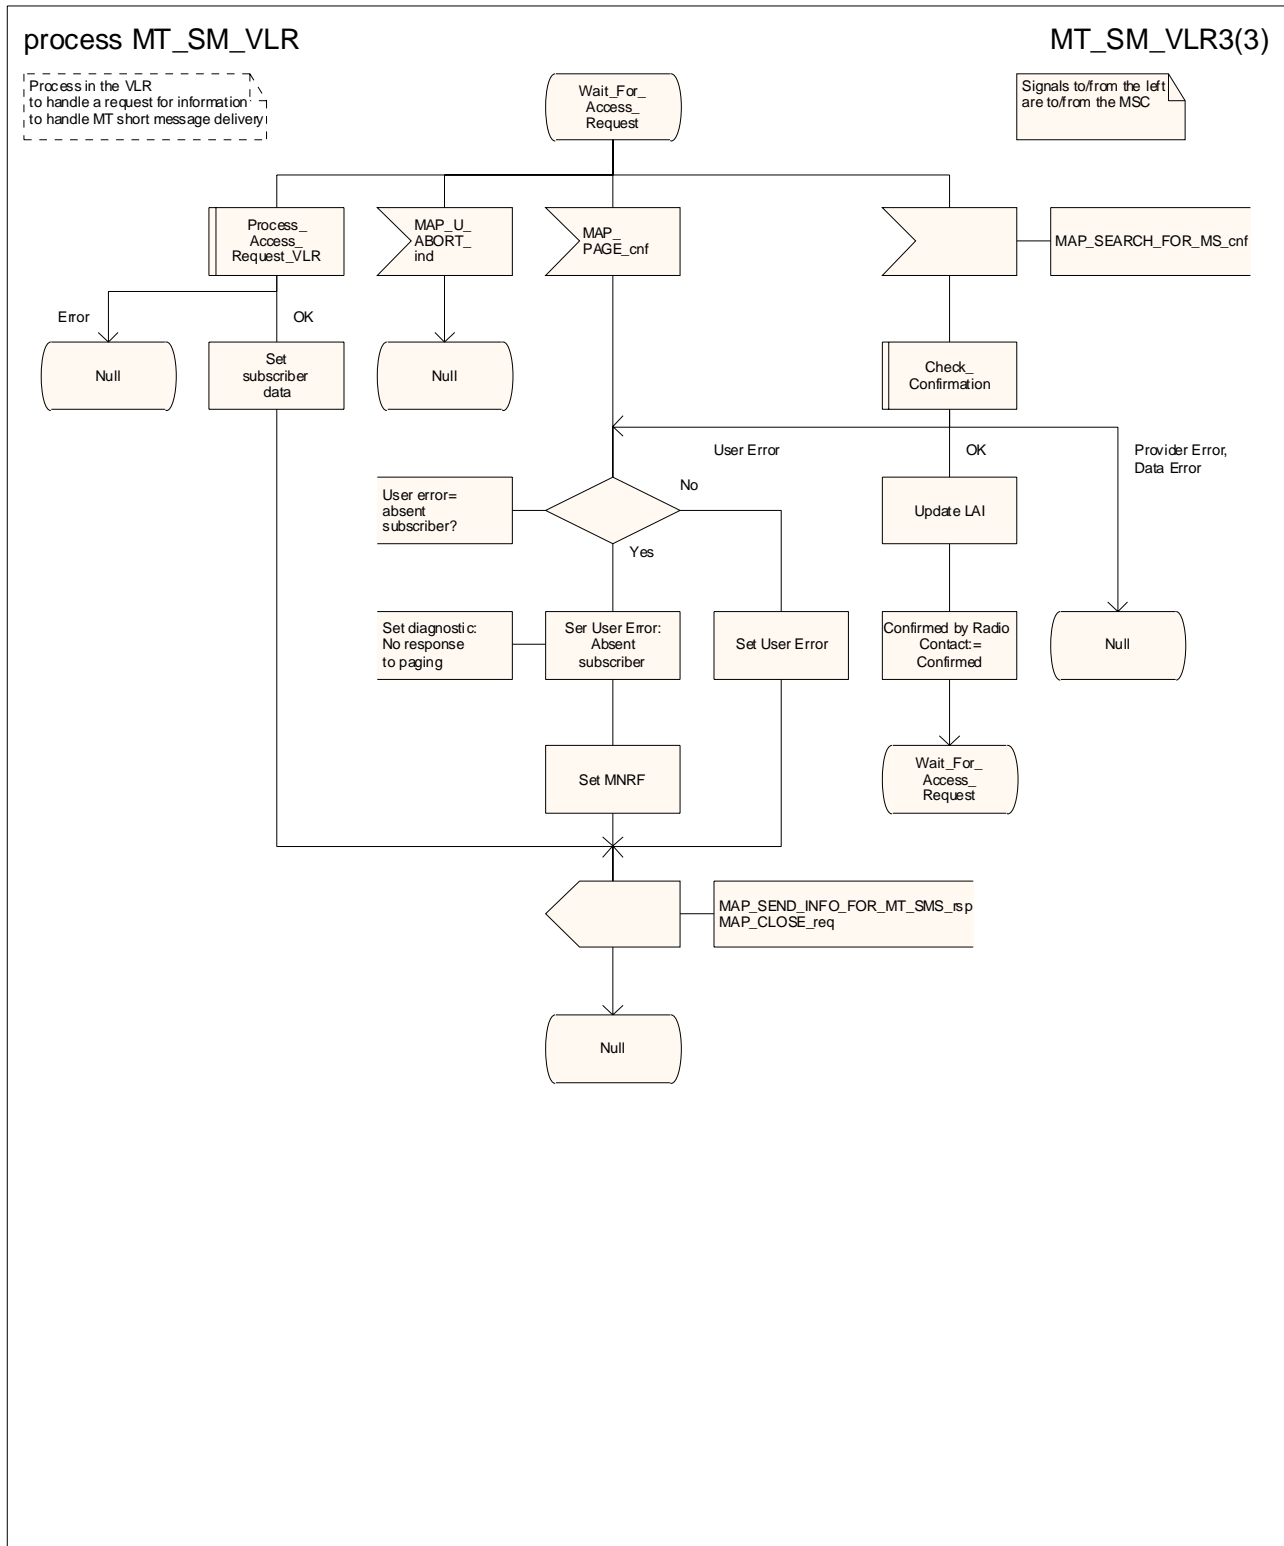 process MT_SM_VLR
MT_SM_VLR3(3)
Process in the VLR
to handle a request for information
to handle MT short message delivery
Wait_For_
Access_
Request
Signals to/from the left
are to/from the MSC
Process_
Access_
Request_VLR
MAP_U_
ABORT_
ind
MAP_
PAGE_cnf
MAP_SEARCH_FOR_MS_cnf
Error
OK
Null
Set
subscriber
data
Null
Check_
Confirmation
User Error
OK
Provider Error,
Data Error
User error=
absent
subscriber?
No
Yes
Update LAI
Set diagnostic:
No response
to paging
Ser User Error:
Absent
subscriber
Set User Error
Confirmed by Radio
Contact:=
Confirmed
Null
Set MNRF
Wait_For_
Access_
Request
MAP_SEND_INFO_FOR_MT_SMS_rsp
MAP_CLOSE_req
Null